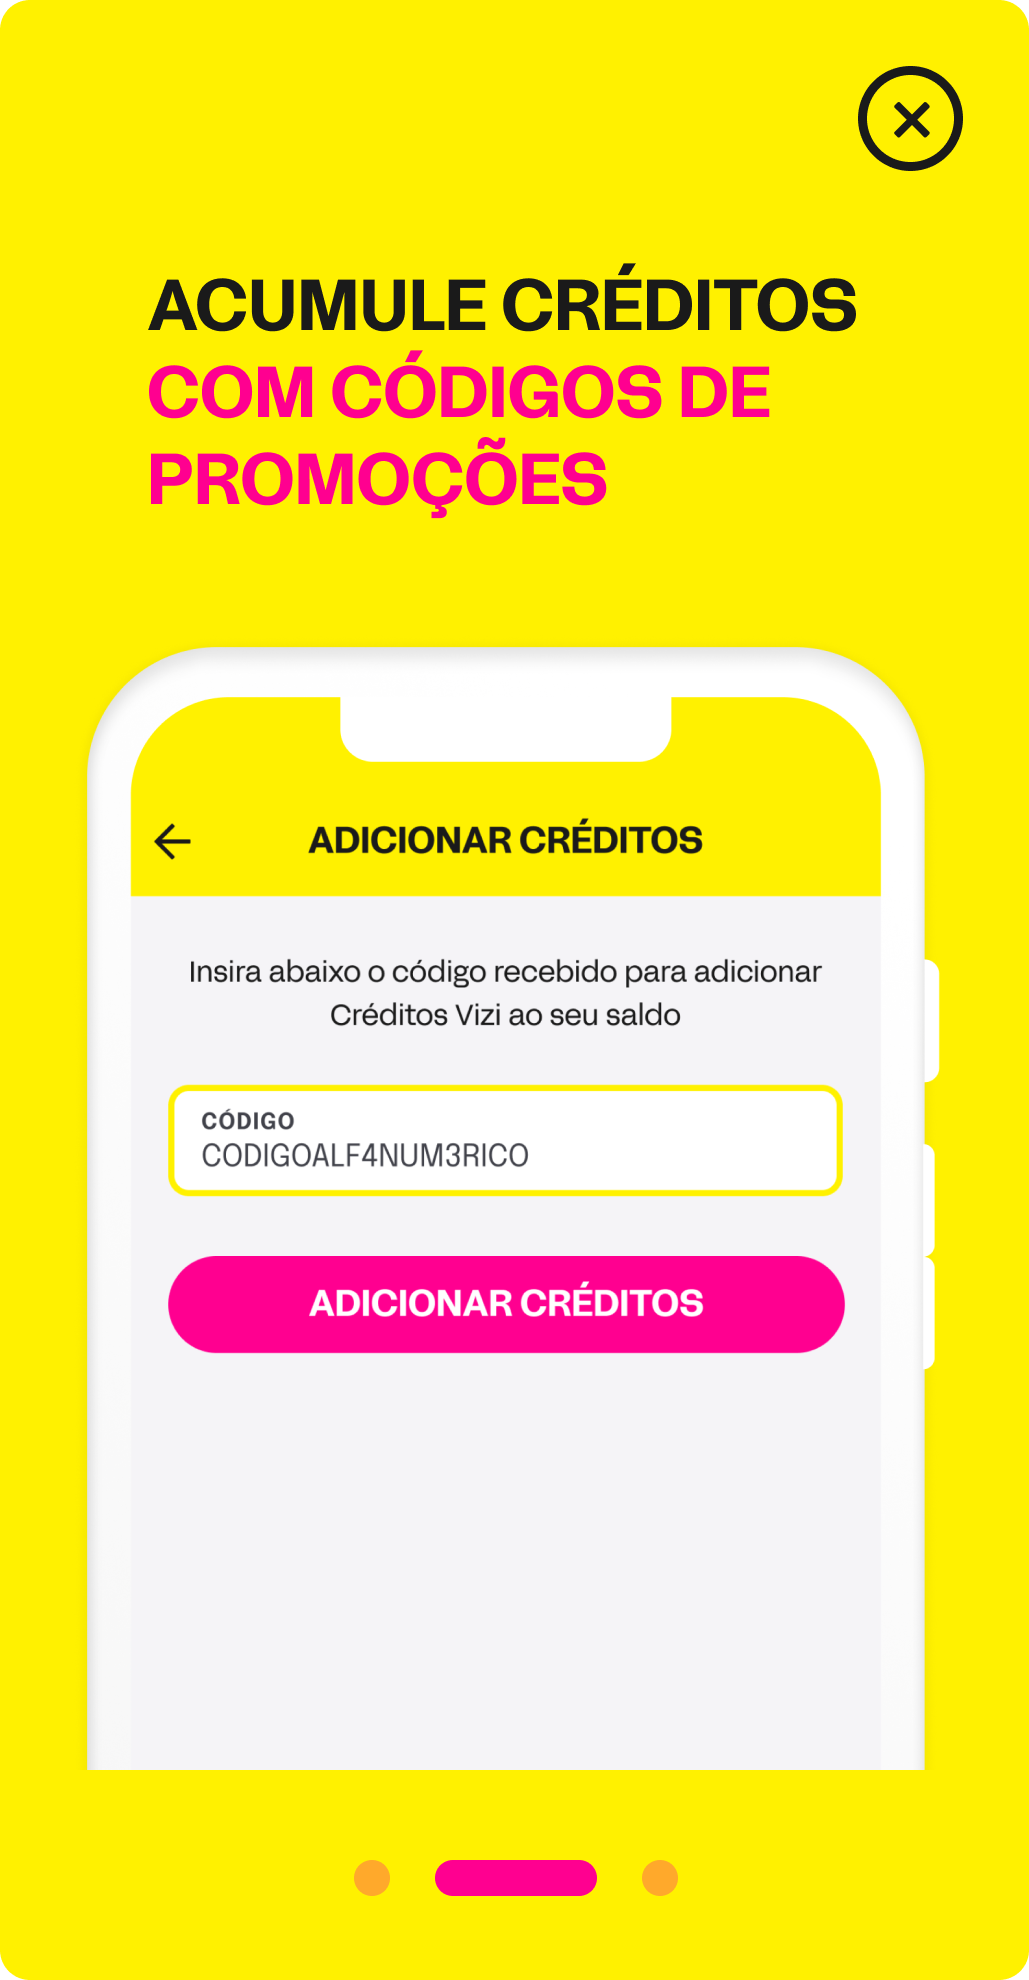 ACUMULE CRÉDITOS
COM CÓDIGOS DE
PROMOÇÕES
ADICIONAR CRÉDITOS
Insira abaixo o código recebido para adicionar
Créditos Vizi ao seu saldo
CÓDIGO
CODIGOALF4NUM3RICO
ADICIONAR CRÉDITOS